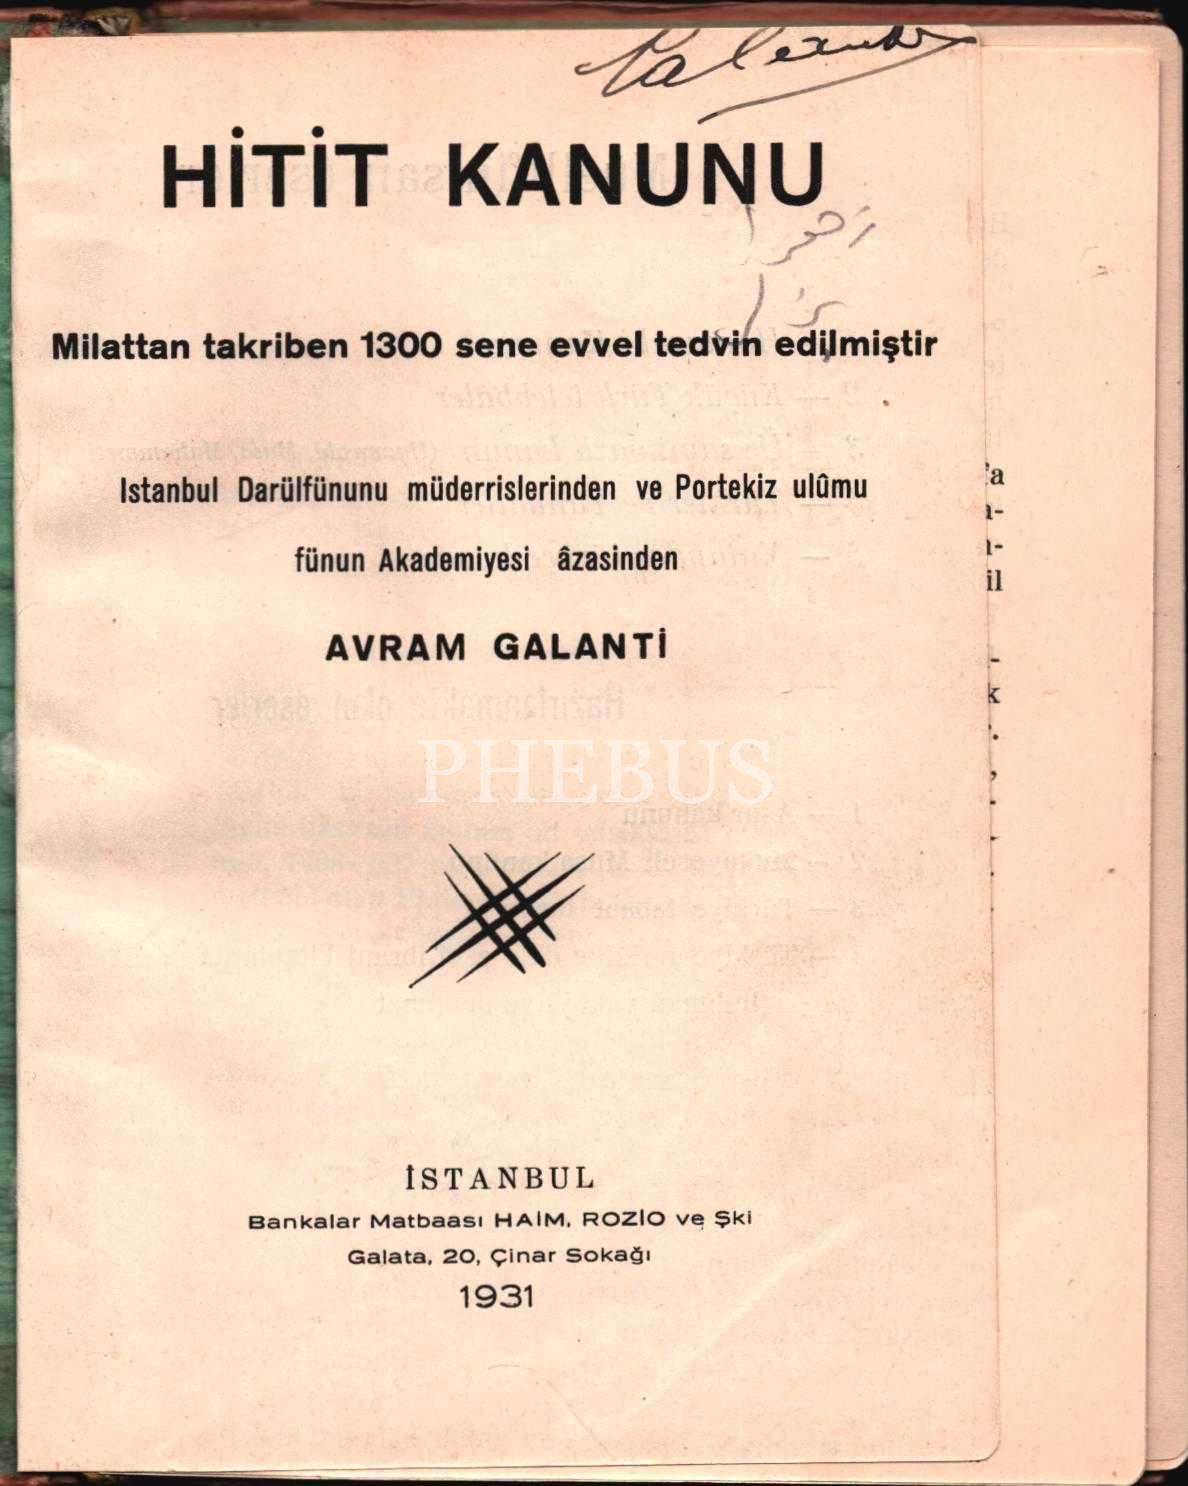 HİTİT KANUNU
Milattan takriben 1300 sene evvel tedvin edilmiştir
Istanbul Darülfünunu müderrislerinden ve Portekiz ulûmu
fünun Akademiyesi âzasinden
AVRAM GALANTİ
PHEBUS
İSTANBUL
Bankalar Matbaası HAİM, ROZİO ve Şki
Galata, 20, Çinar Sokağı
1931